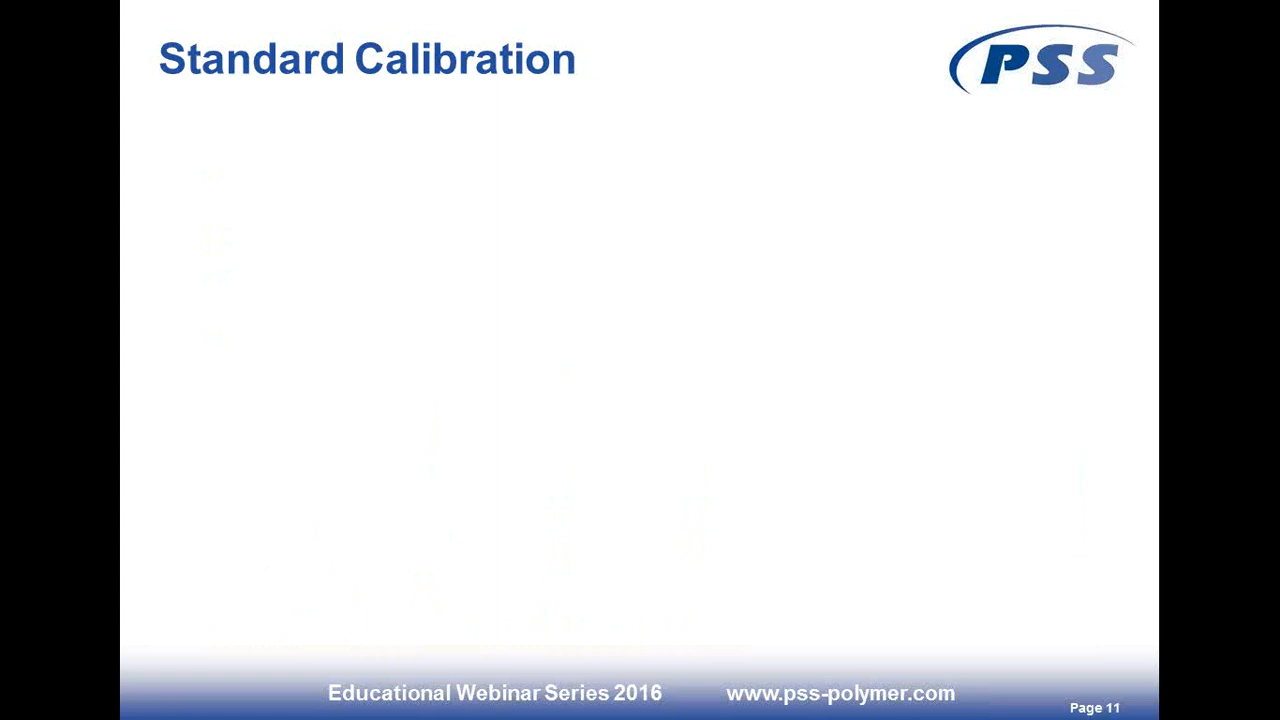 Standard Calibration
PSS
Educational Webinar Series 2016 www.pss-polymer.com
Page 11